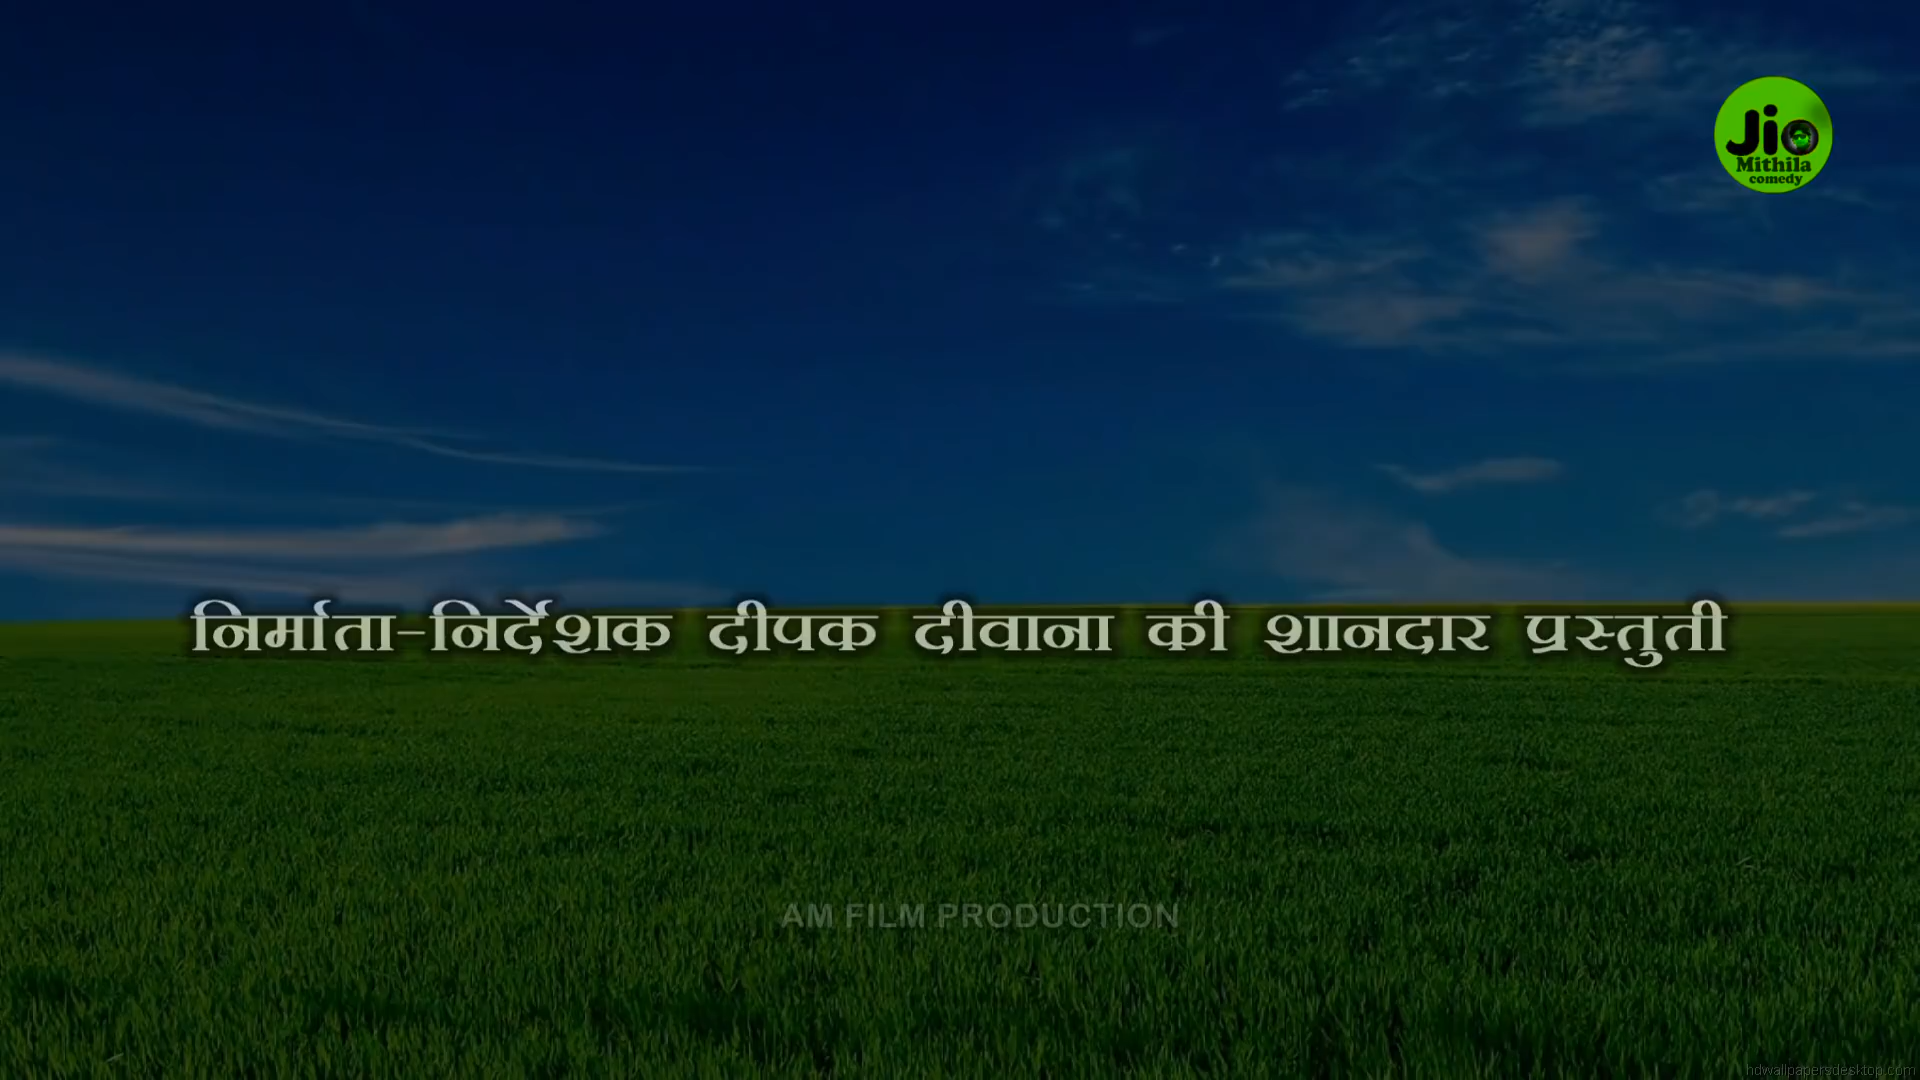 Jio
Mithila
comedy
निर्माता-निर्देशक दीपक दीवाना की शानदार प्रस्तुती
AM FILM PRODUCTION
hdwallpapersdesktop.com